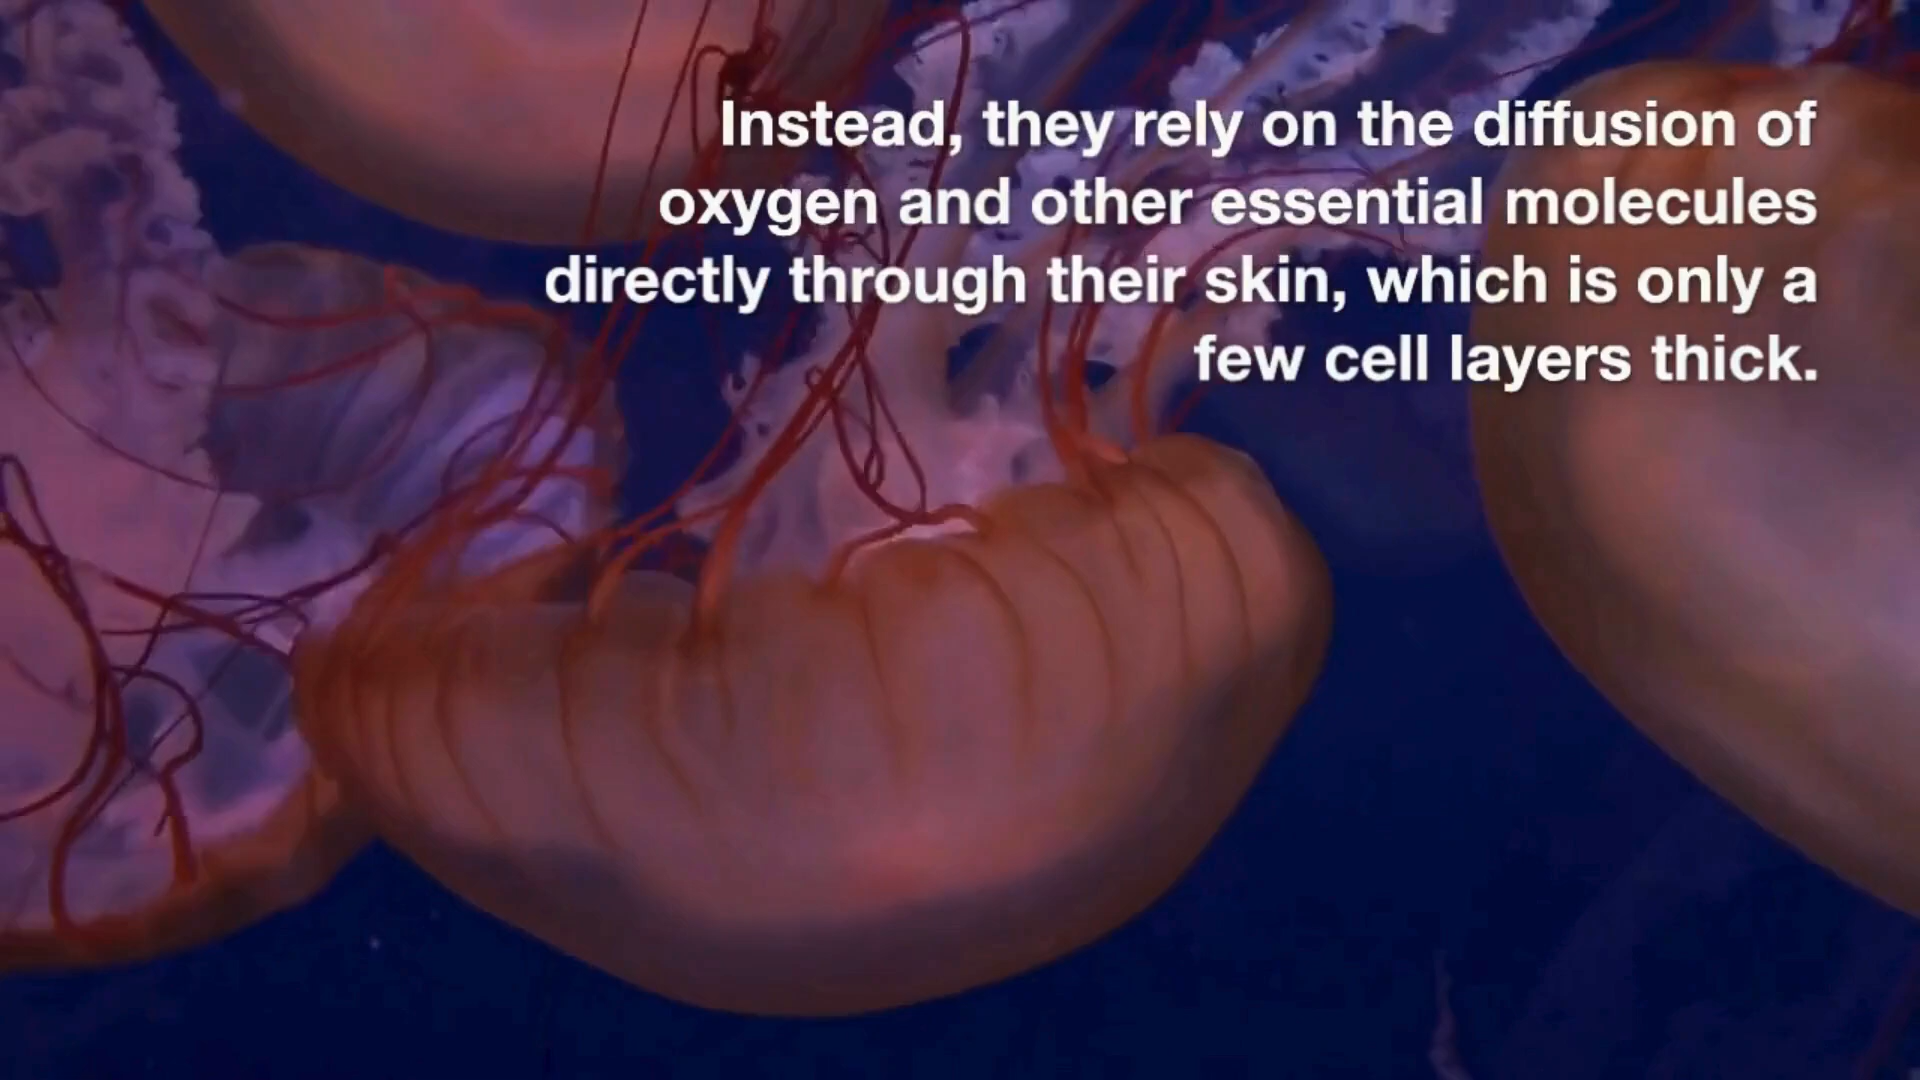 Instead, they rely on the diffusion of
oxygen and other essential molecules
directly through their skin, which is only a
few cell layers thick.